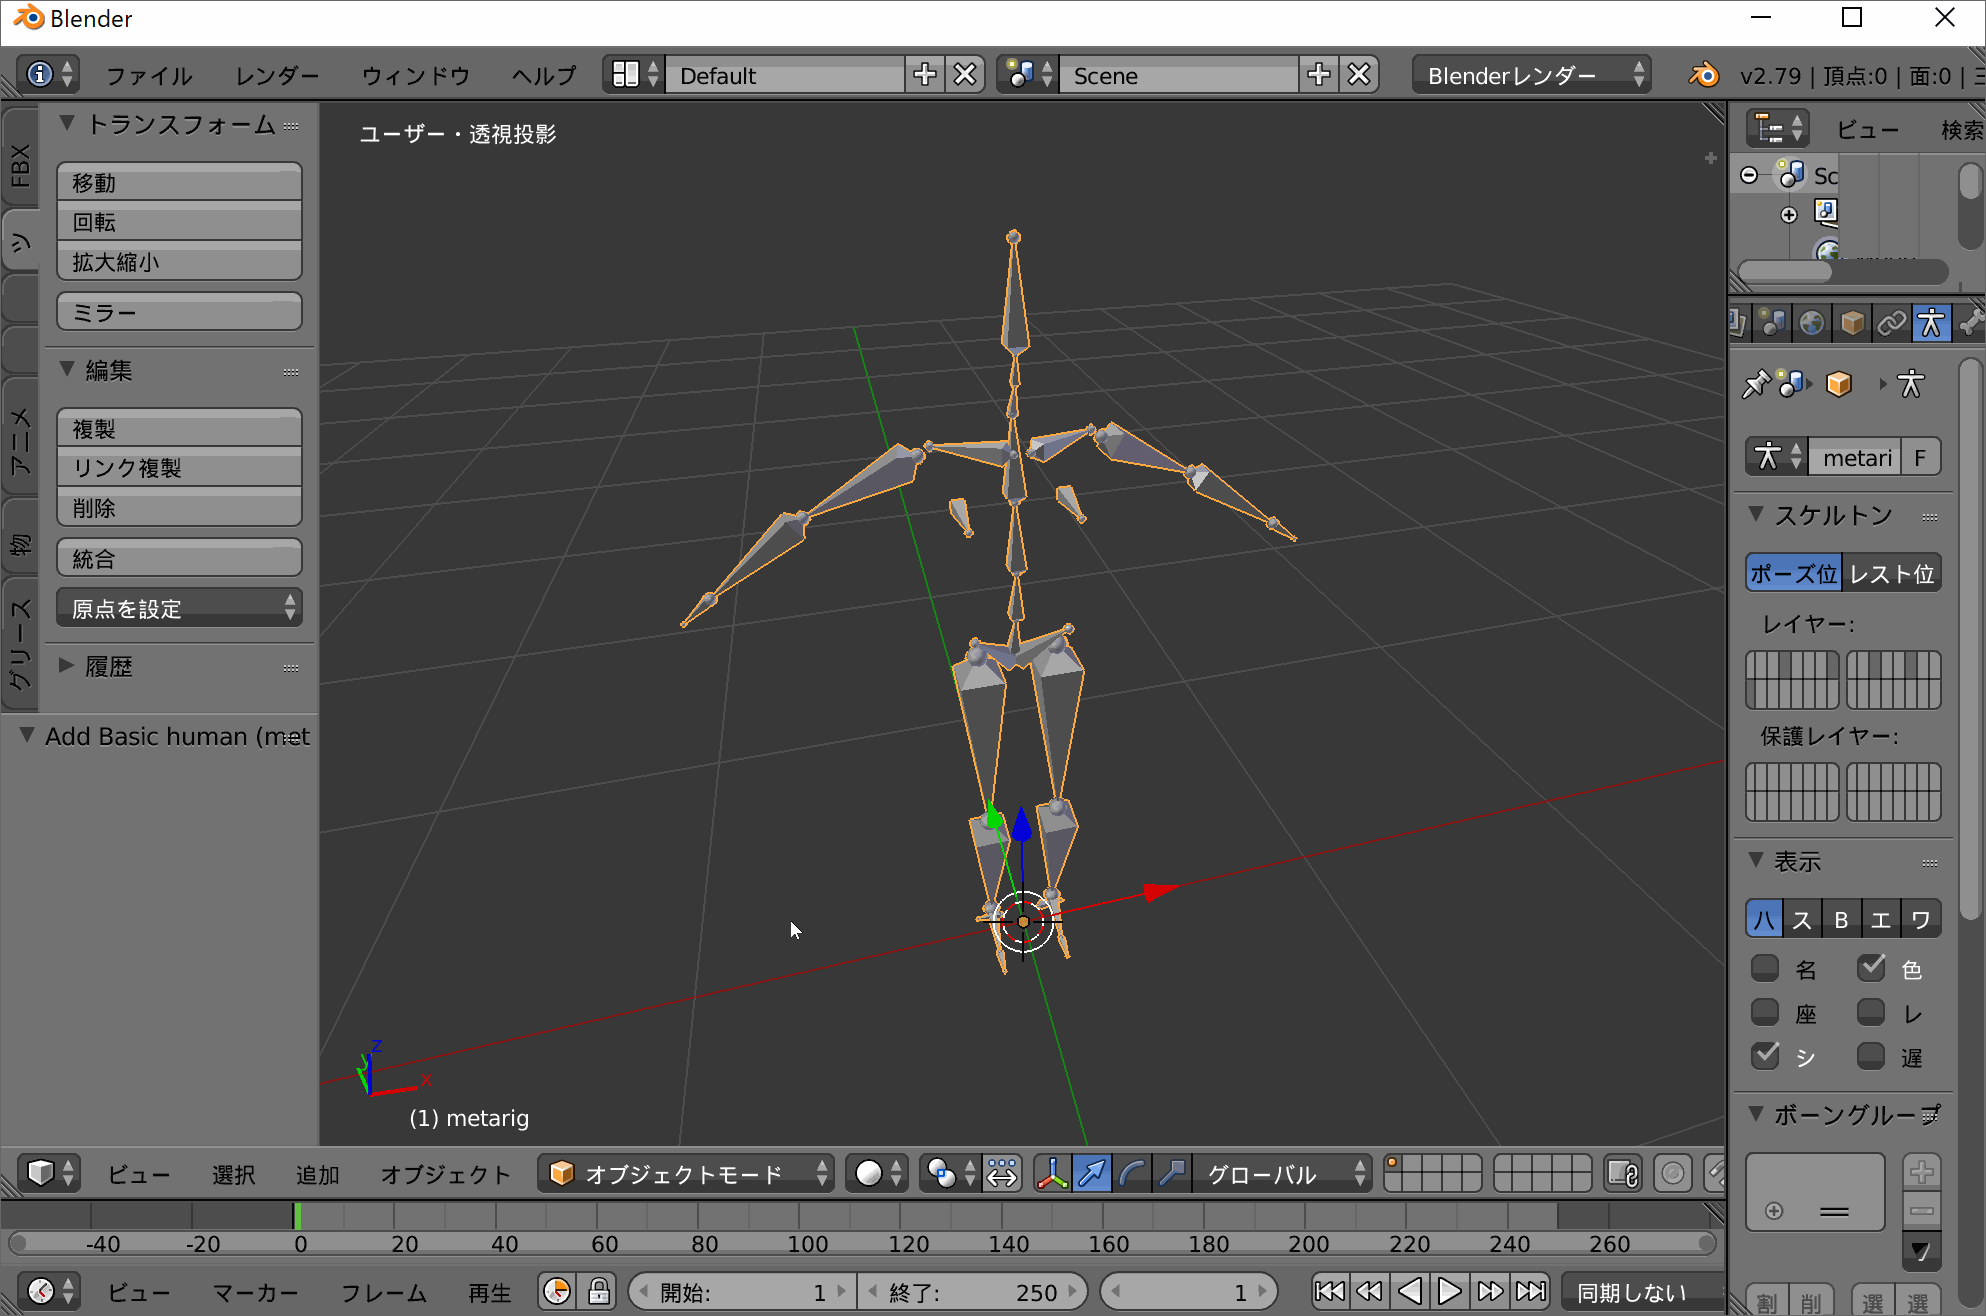 Blender
ファイル レンダー ウィンドウ ヘルプ Default Scene Blenderレンダー v2.79 | 頂点:0 | 面:0 |
FBX
ツ
アニメ
物
グリース
トランスフォーム
移動
回転
拡大縮小
ミラー
編集
複製
リンク複製
削除
統合
原点を設定
履歴
Add Basic human (met
ユーザー・透視投影
z
y
x
(1) metarig
ビュー 検索
Sc
metari F
スケルトン
ポーズ位 レスト位
レイヤー:
保護レイヤー:
表示
八 ス B エ ワ
名 色
座 レ
シ 遅
ボーングループ
割 削 選 選
ビュー 選択 追加 オブジェクト オブジェクトモード グローバル
-40 -20 0 20 40 60 80 100 120 140 160 180 200 220 240 260
ビュー マーカー フレーム 再生 開始: 1 終了: 250 1 同期しない